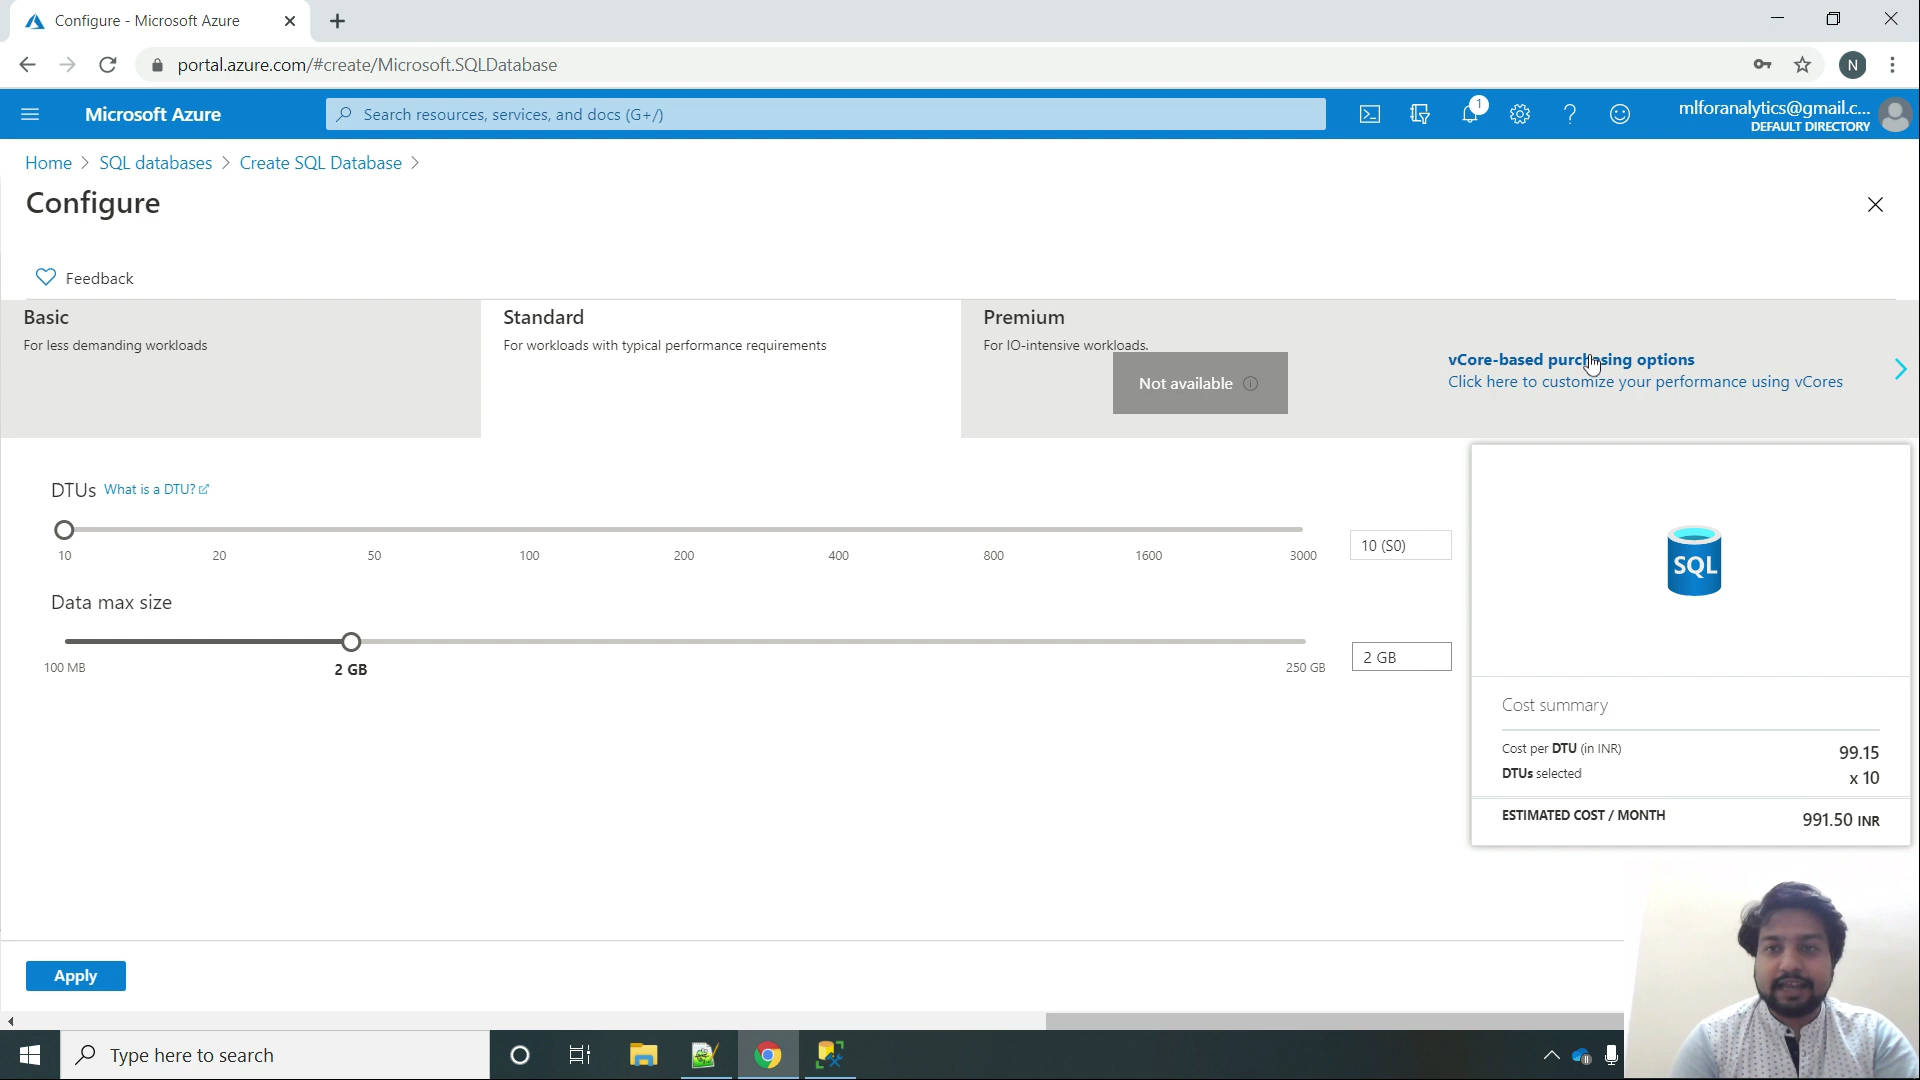 Configure - Microsoft Azure
portal.azure.com/#create/Microsoft.SQLDatabase
N
Microsoft Azure
Search resources, services, and docs (G+/)
1
mlforanalytics@gmail.c...
DEFAULT DIRECTORY
Home > SQL databases > Create SQL Database >
Configure
Feedback
Basic
For less demanding workloads
Standard
For workloads with typical performance requirements
Premium
For IO-intensive workloads.
Not available
vCore-based purchasing options
Click here to customize your performance using vCores
DTUs What is a DTU?
10 20 50 100 200 400 800 1600 3000
10 (S0)
Data max size
100 MB
2 GB
250 GB
2 GB
SQL
Cost summary
Cost per DTU (in INR) 99.15
DTUs selected x 10
ESTIMATED COST / MONTH 991.50 INR
Apply
Type here to search